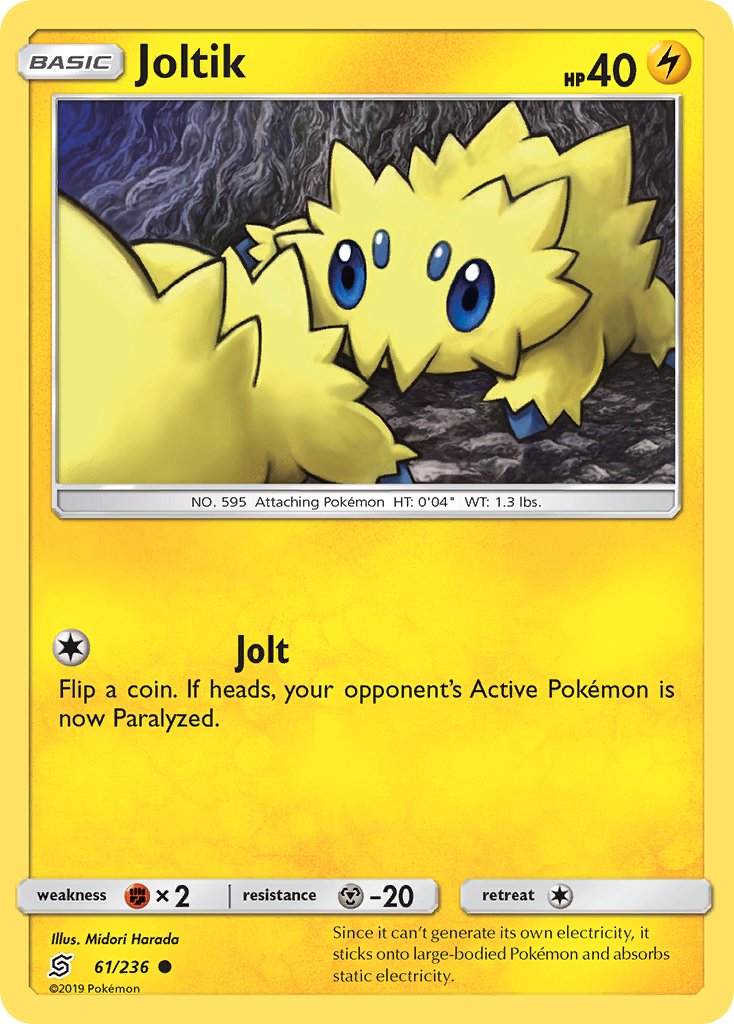 BASIC Joltik HP40
NO. 595 Attaching Pokémon HT: 0'04" WT: 1.3 lbs.
Jolt
Flip a coin. If heads, your opponent's Active Pokémon is
now Paralyzed.
weakness ×2 resistance -20 retreat
Illus. Midori Harada
61/236
©2019 Pokémon
Since it can't generate its own electricity, it
sticks onto large-bodied Pokémon and absorbs
static electricity.